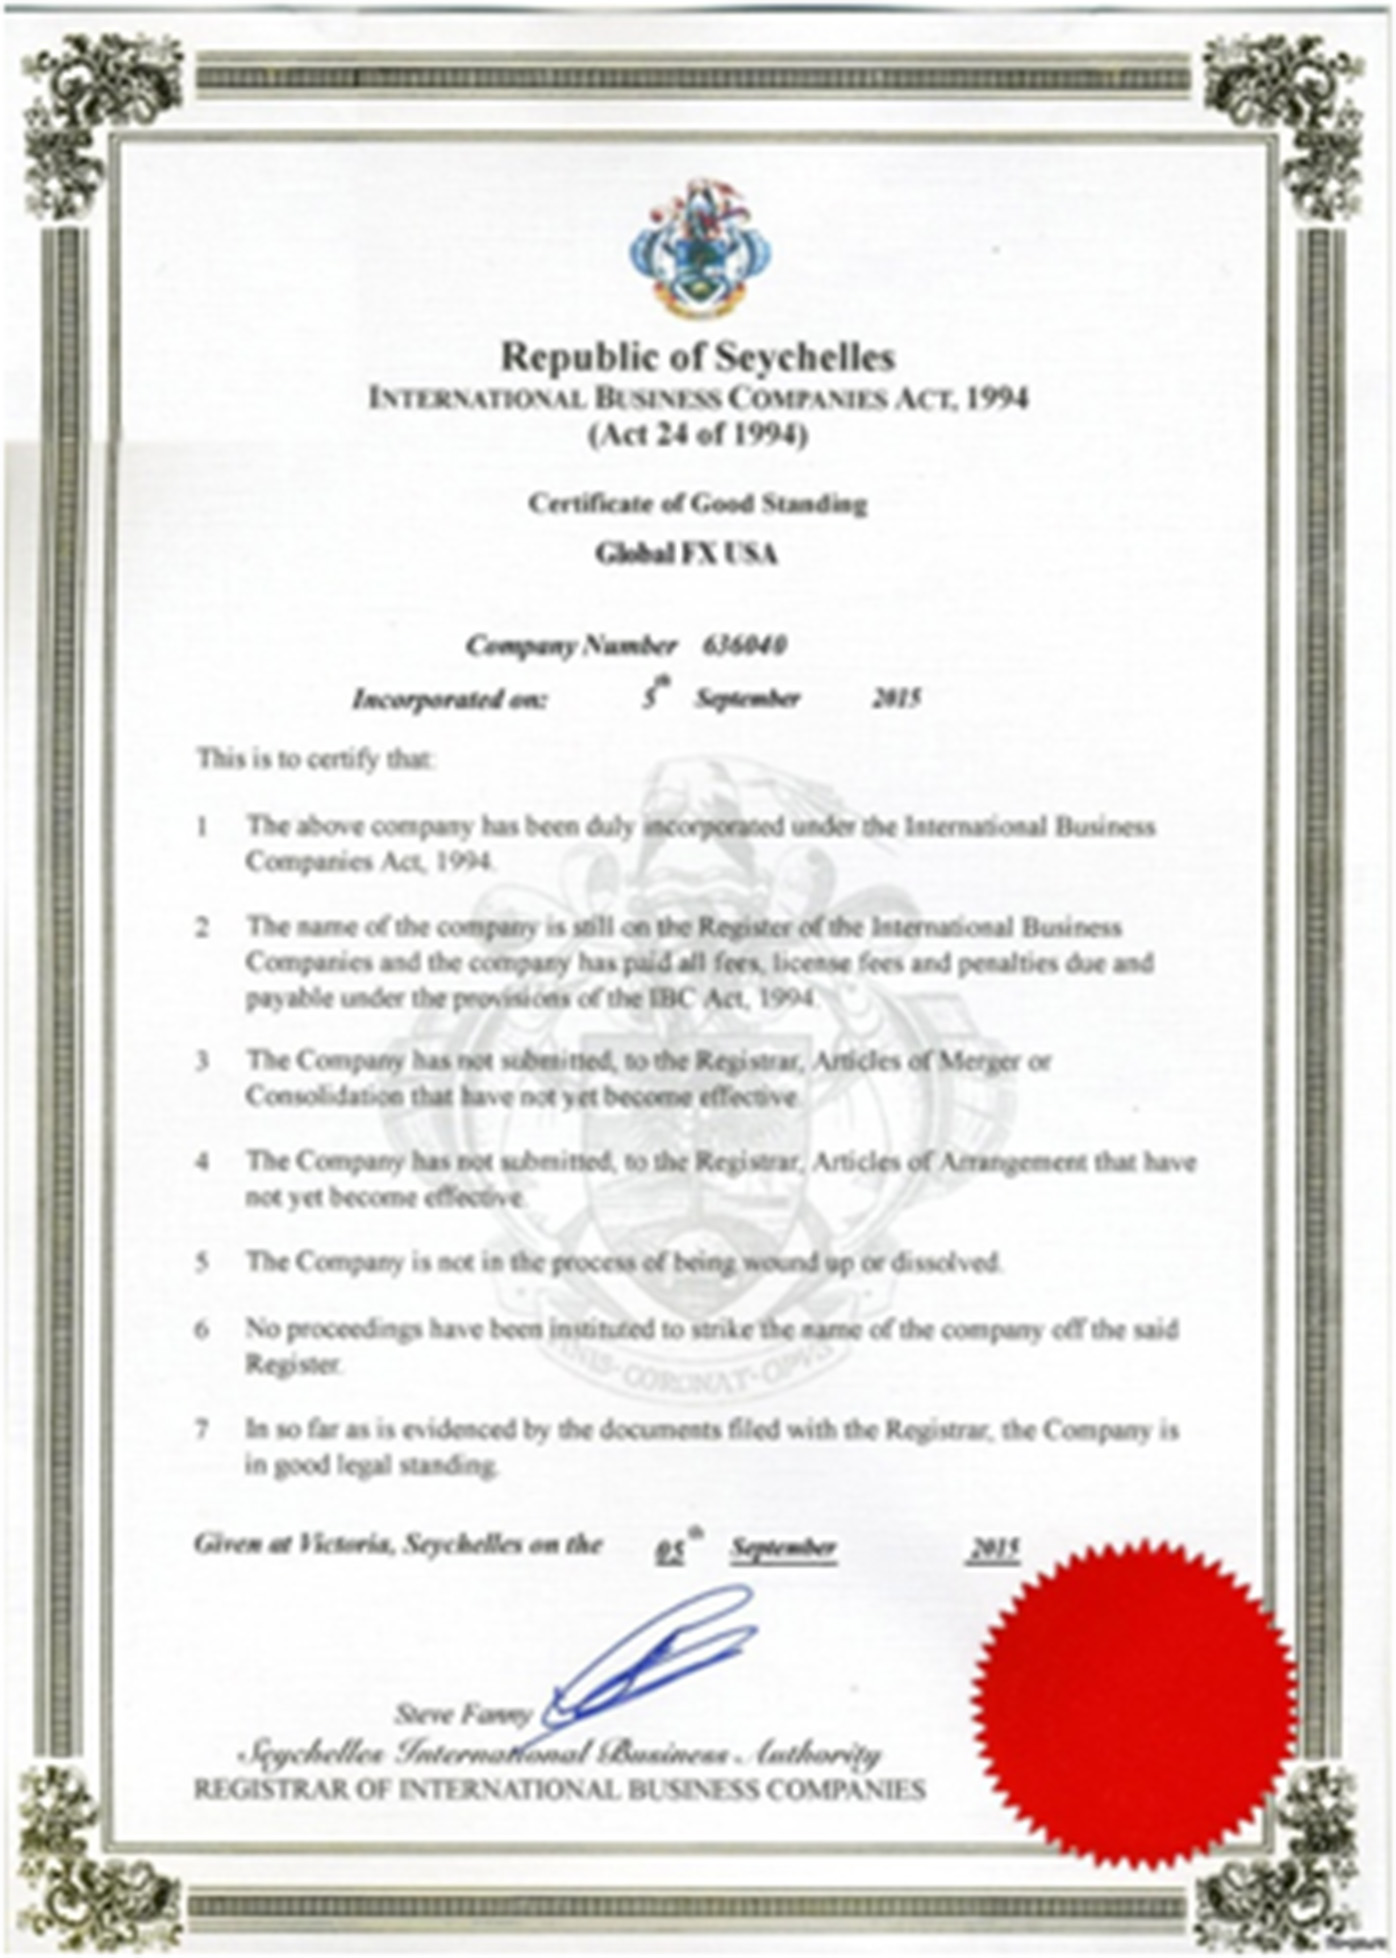 Republic of Seychelles
INTERNATIONAL BUSINESS COMPANIES ACT, 1994
(Act 24 of 1994)
Certificate of Good Standing
Global FX USA
Company Number 636040
Incorporated on: 5th September 2015
This is to certify that:
1 The above company has been duly incorporated under the International Business
Companies Act, 1994.
2 The name of the company is still on the Register of the International Business
Companies and the company has paid all fees, license fees and penalties due and
payable under the provisions of the IBC Act, 1994.
3 The Company has not submitted, to the Registrar, Articles of Merger or
Consolidation that have not yet become effective.
4 The Company has not submitted, to the Registrar, Articles of Arrangement that have
not yet become effective.
5 The Company is not in the process of being wound up or dissolved.
6 No proceedings have been instituted to strike the name of the company off the said
Register.
FINIS·CORONAT·OPVS
7 In so far as is evidenced by the documents filed with the Registrar, the Company is
in good legal standing.
Given at Victoria, Seychelles on the 05th September 2015
Steve Fanny
Seychelles International Business Authority
REGISTRAR OF INTERNATIONAL BUSINESS COMPANIES